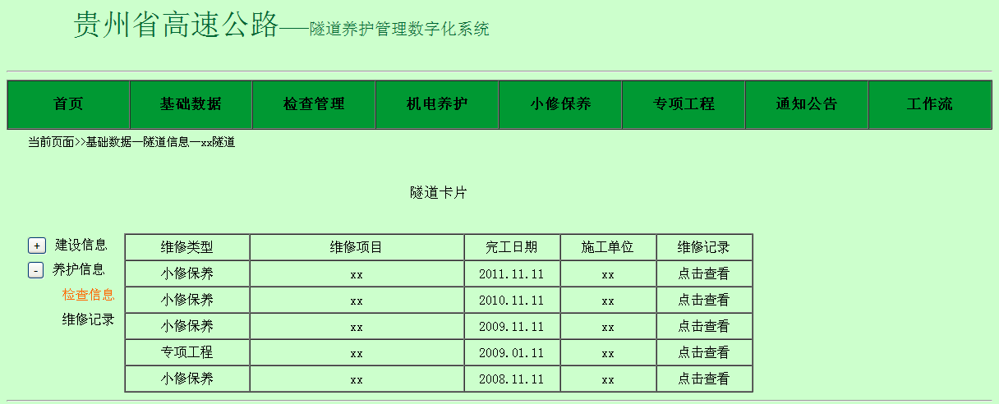 贵州省高速公路——隧道养护管理数字化系统
首页 基础数据 检查管理 机电养护 小修保养 专项工程 通知公告 工作流
当前页面>>基础数据—隧道信息—xx隧道
隧道卡片
+ 建设信息
- 养护信息
检查信息
维修记录
维修类型 维修项目 完工日期 施工单位 维修记录
小修保养 xx 2011.11.11 xx 点击查看
小修保养 xx 2010.11.11 xx 点击查看
小修保养 xx 2009.11.11 xx 点击查看
专项工程 xx 2009.01.11 xx 点击查看
小修保养 xx 2008.11.11 xx 点击查看